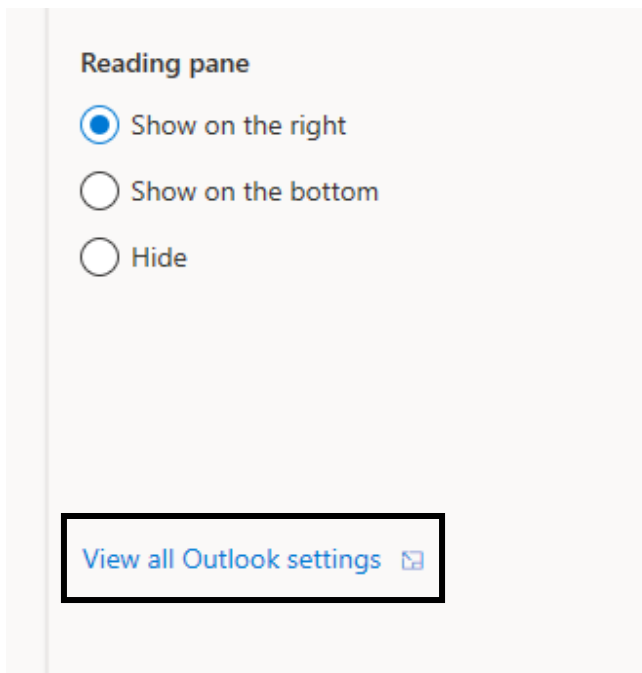 Reading pane
Show on the right
Show on the bottom
Hide
View all Outlook settings